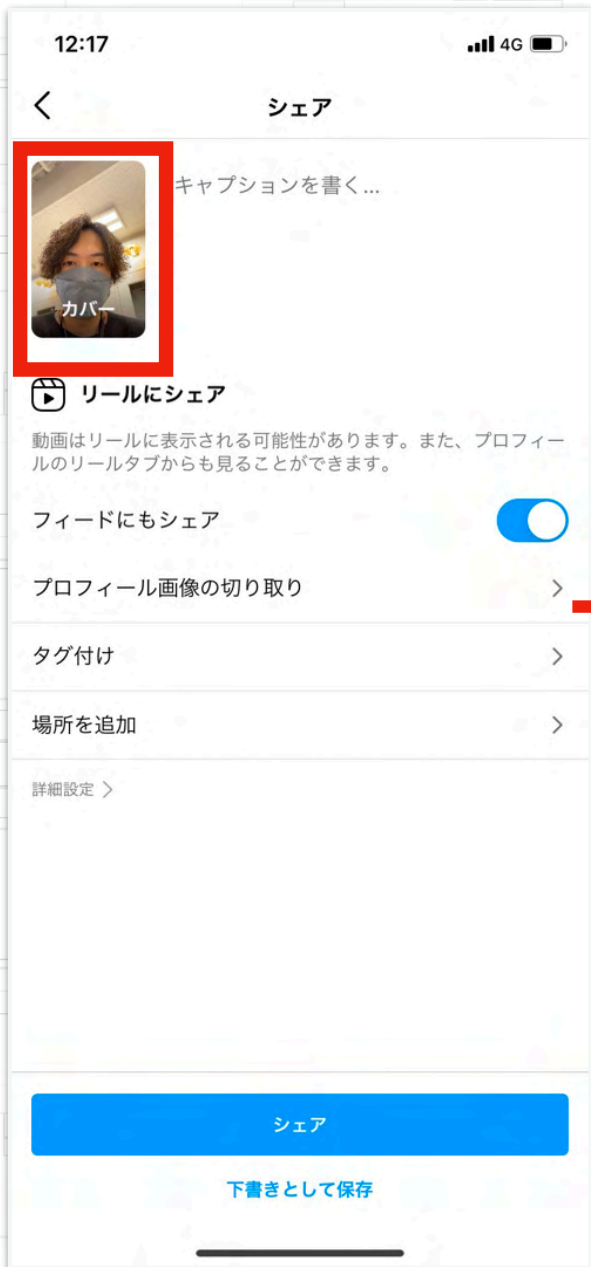 12:17
4G
シェア
キャプションを書く...
カバー
リールにシェア
動画はリールに表示される可能性があります。また、プロフィー
ルのリールタブからも見ることができます。
フィードにもシェア
プロフィール画像の切り取り
タグ付け
場所を追加
詳細設定
シェア
下書きとして保存